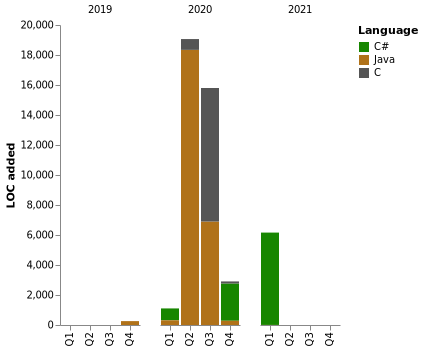 2019 2020 2021
Language
C#
Java
C
LOC added
20,000
18,000
16,000
14,000
12,000
10,000
8,000
6,000
4,000
2,000
0
Q1 Q2 Q3 Q4 Q1 Q2 Q3 Q4 Q1 Q2 Q3 Q4